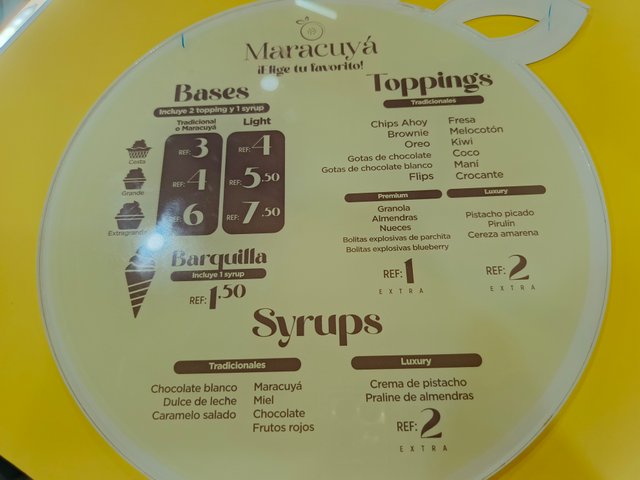 Maracuyá
¡Elige tu favorito!
Bases
Incluye 2 topping y 1 syrup
Tradicional o Maracuyá
Light
Cesta REF: 3 REF: 4
Grande REF: 4 REF: 5.50
Extragrande REF: 6 REF: 7.50
Barquilla
Incluye 1 syrup
REF: 1.50
Toppings
Tradicionales
Chips Ahoy
Brownie
Oreo
Gotas de chocolate
Gotas de chocolate blanco
Flips
Fresa
Melocotón
Kiwi
Coco
Maní
Crocante
Premium
Granola
Almendras
Nueces
Bolitas explosivas de parchita
Bolitas explosivas blueberry
REF: 1
EXTRA
Luxury
Pistacho picado
Pirulín
Cereza amarena
REF: 2
EXTRA
Syrups
Tradicionales
Chocolate blanco
Dulce de leche
Caramelo salado
Maracuyá
Miel
Chocolate
Frutos rojos
Luxury
Crema de pistacho
Praline de almendras
REF: 2
EXTRA